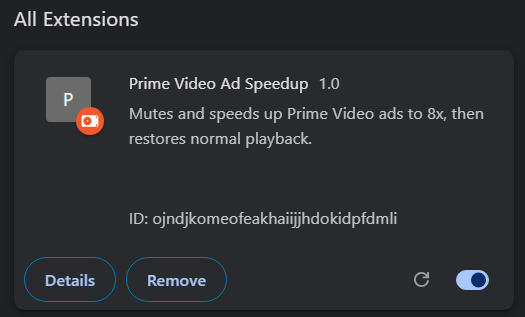 All Extensions
P
Prime Video Ad Speedup 1.0
Mutes and speeds up Prime Video ads to 8x, then
restores normal playback.
ID: ojndjkomeofeakhaiijjhdokidpfdmli
Details
Remove